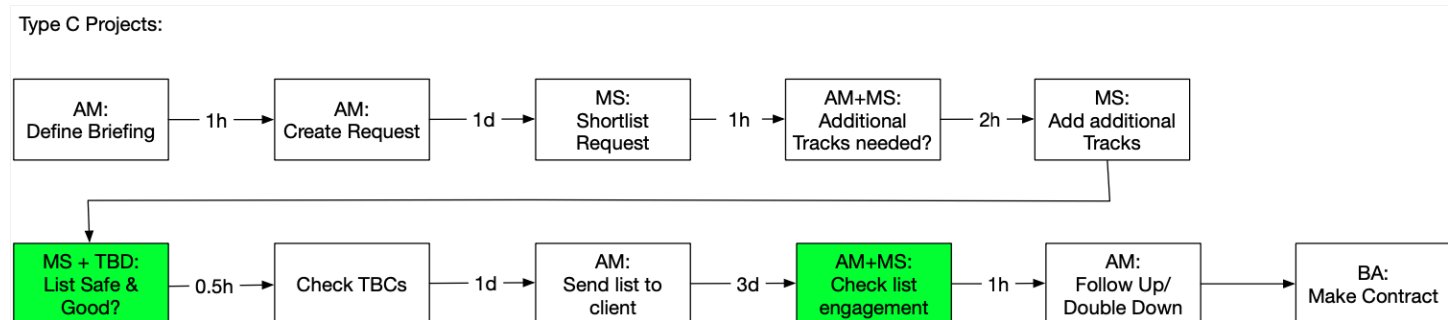 Type C Projects:
AM:
Define Briefing
1h
AM:
Create Request
1d
MS:
Shortlist
Request
1h
AM+MS:
Additional
Tracks needed?
2h
MS:
Add additional
Tracks
MS + TBD:
List Safe &
Good?
0.5h
Check TBCs
1d
AM:
Send list to
client
3d
AM+MS:
Check list
engagement
1h
AM:
Follow Up/
Double Down
BA:
Make Contract